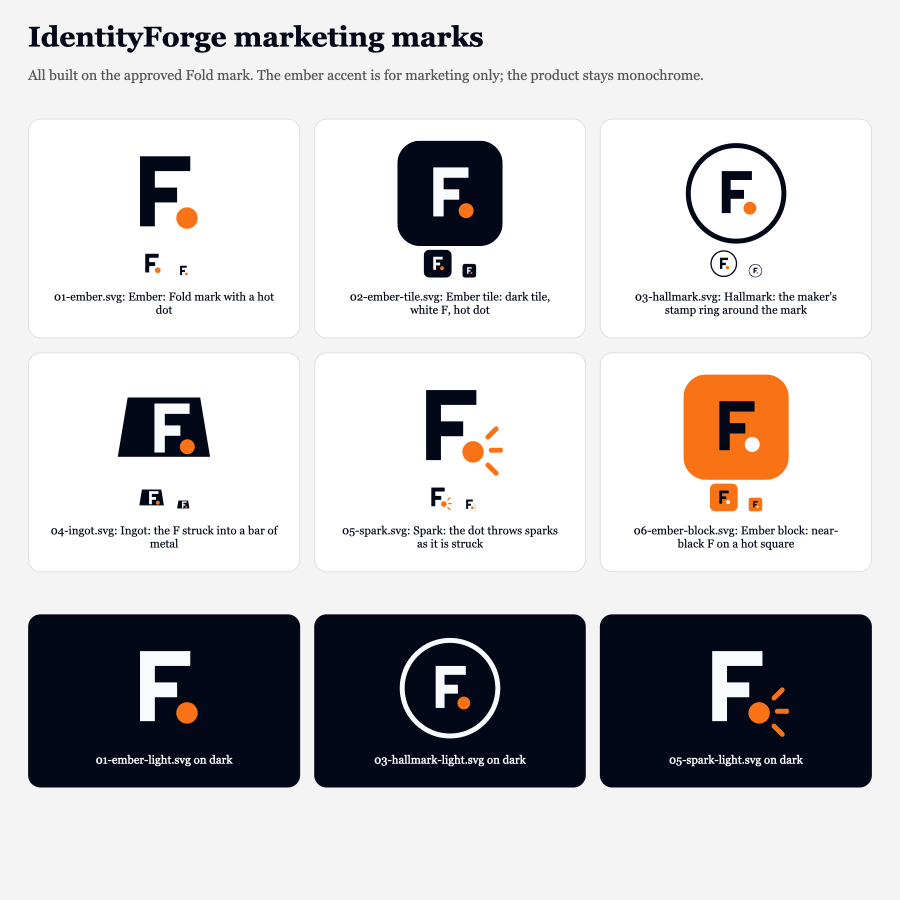 IdentityForge marketing marks
All built on the approved Fold mark. The ember accent is for marketing only; the product stays monochrome.
F
F
F
F
F
F
F
F
F
01-ember.svg: Ember: Fold mark with a hot
dot
02-ember-tile.svg: Ember tile: dark tile,
white F, hot dot
03-hallmark.svg: Hallmark: the maker's
stamp ring around the mark
F
F
F
F
F
F
F
F
F
04-ingot.svg: Ingot: the F struck into a bar of
metal
05-spark.svg: Spark: the dot throws sparks
as it is struck
06-ember-block.svg: Ember block: near-
black F on a hot square
F
F
F
01-ember-light.svg on dark
03-hallmark-light.svg on dark
05-spark-light.svg on dark